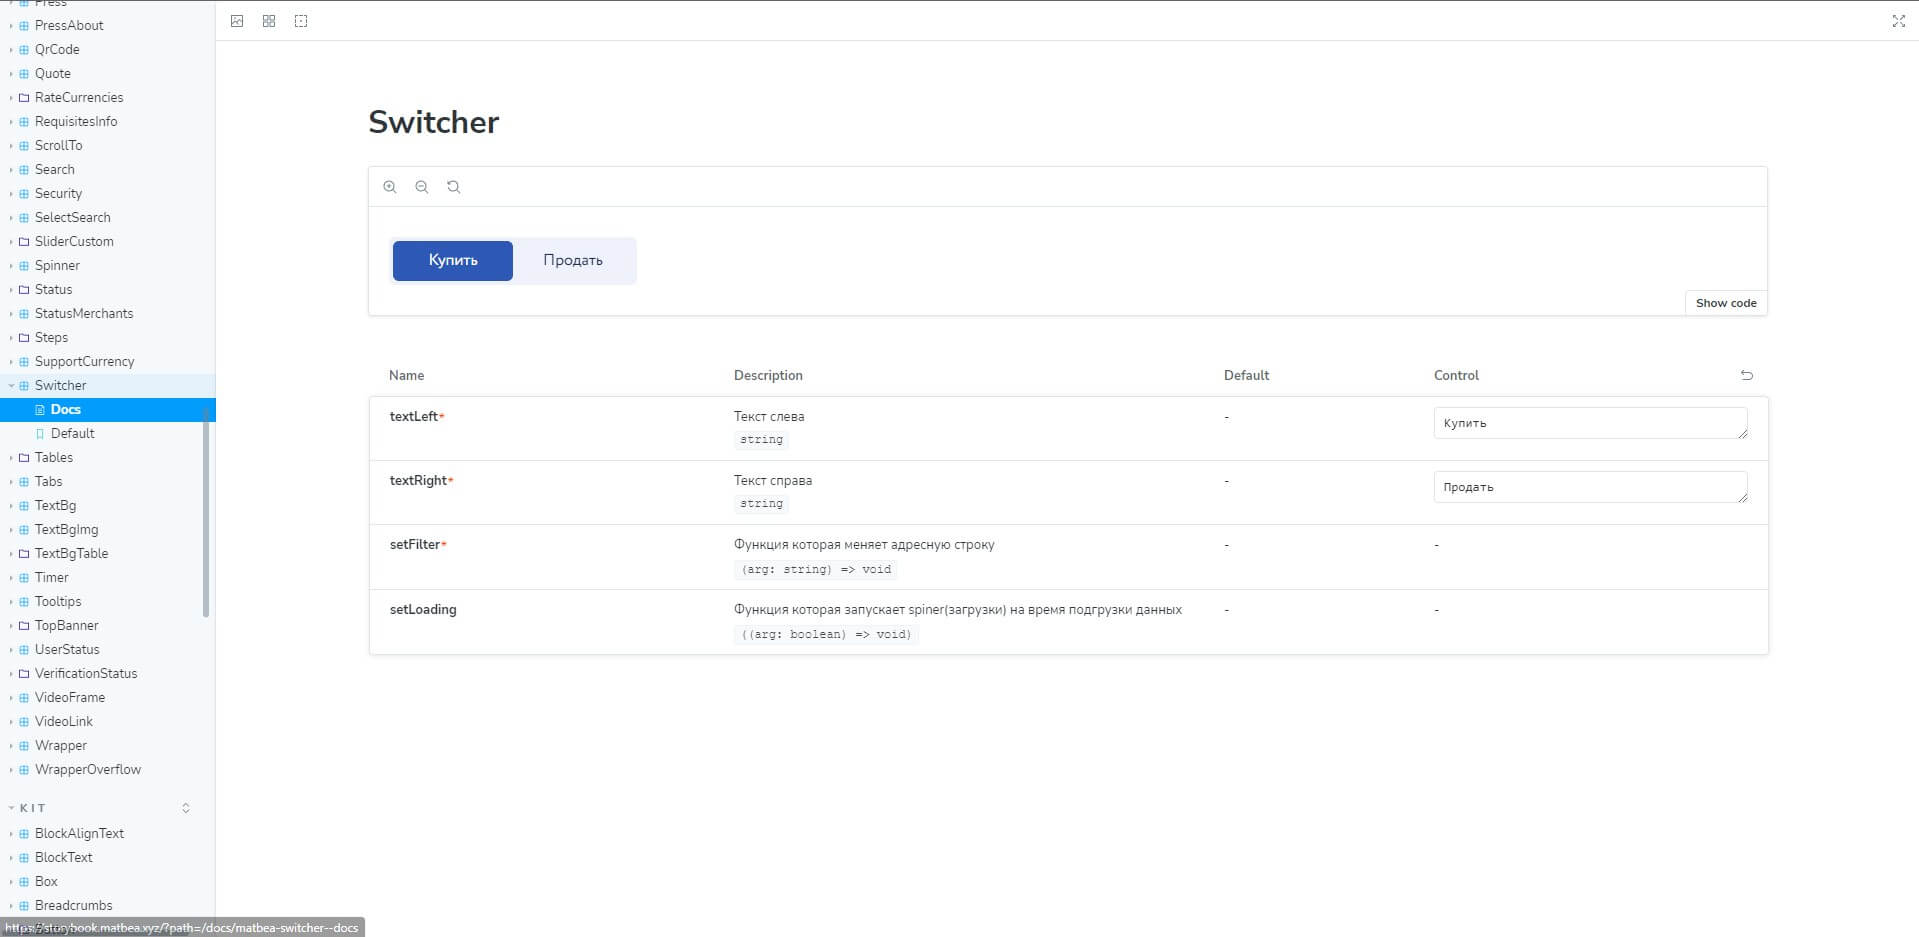 Press
PressAbout
QrCode
Quote
RateCurrencies
RequisitesInfo
ScrollTo
Search
Security
SelectSearch
SliderCustom
Spinner
Status
StatusMerchants
Steps
SupportCurrency
Switcher
Docs
Default
Tables
Tabs
TextBg
TextBgImg
TextBgTable
Timer
Tooltips
TopBanner
UserStatus
VerificationStatus
VideoFrame
VideoLink
Wrapper
WrapperOverflow
KIT
BlockAlignText
BlockText
Box
Breadcrumbs
https://storybook.matbea.xyz/?path=/docs/matbea-switcher--docs
Switcher
Купить Продать
Show code
Name Description Default Control
textLeft* Текст слева - Купить
string
textRight* Текст справа - Продать
string
setFilter* Функция которая меняет адресную строку - -
(arg: string) => void
setLoading Функция которая запускает spiner(загрузки) на время подгрузки данных - -
((arg: boolean) => void)